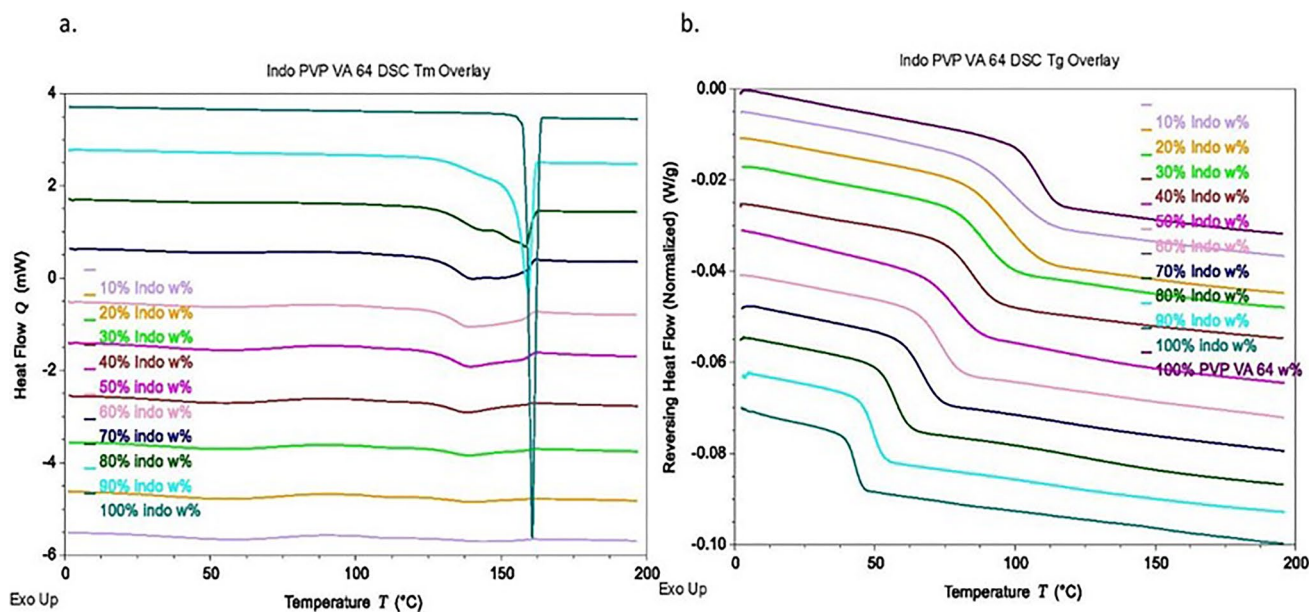 a.
Indo PVP VA 64 DSC Tm Overlay
4
2
0
-2
-4
-6
Heat Flow Q (mW)
10% Indo w%
20% Indo w%
30% Indo w%
40% Indo w%
50% Indo w%
60% Indo w%
70% indo w%
80% indo w%
90% Indo w%
100% indo w%
0
50
100
150
200
Exo Up
Temperature T (°C)
b.
Indo PVP VA 64 DSC Tg Overlay
0.00
-0.02
-0.04
-0.06
-0.08
-0.10
Reversing Heat Flow (Normalized) (W/g)
10% Indo w%
20% Indo w%
30% Indo w%
40% Indo w%
50% Indo w%
60% Indo w%
70% Indo w%
80% Indo w%
90% Indo w%
100% indo w%
100% PVP VA 64 w%
0
50
100
150
200
Exo Up
Temperature T (°C)